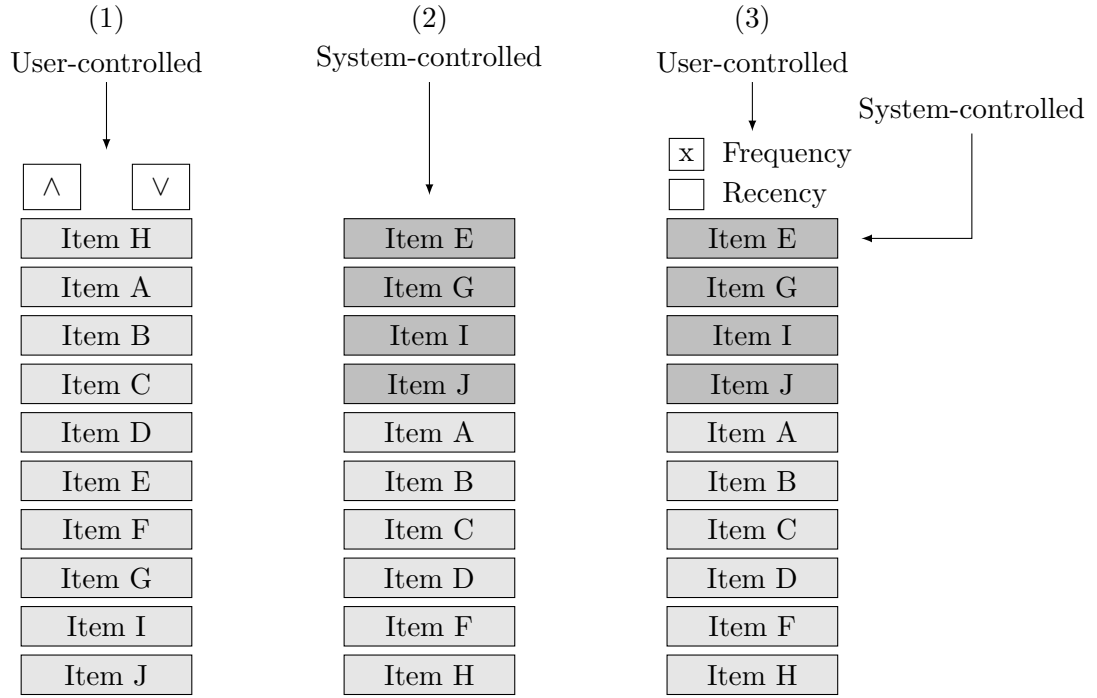 (1)
User-controlled
∧ ∨
Item H
Item A
Item B
Item C
Item D
Item E
Item F
Item G
Item I
Item J
(2)
System-controlled
Item E
Item G
Item I
Item J
Item A
Item B
Item C
Item D
Item F
Item H
(3)
User-controlled
System-controlled
x Frequency
Recency
Item E
Item G
Item I
Item J
Item A
Item B
Item C
Item D
Item F
Item H